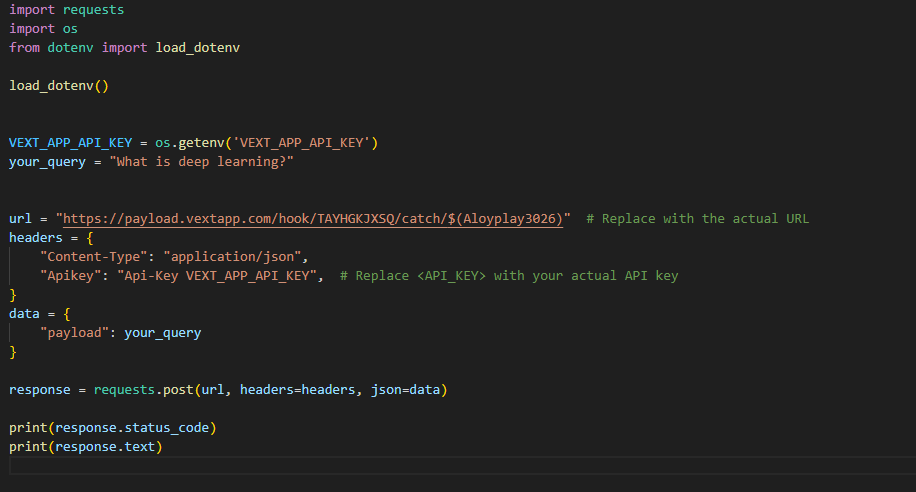 import requests
import os
from dotenv import load_dotenv
load_dotenv()
VEXT_APP_API_KEY = os.getenv('VEXT_APP_API_KEY')
your_query = "What is deep learning?"
url = "https://payload.vextapp.com/hook/TAYHGKJXSQ/catch/$(Aloyplay3026)"  # Replace with the actual URL
headers = {
    "Content-Type": "application/json",
    "Apikey": "Api-Key VEXT_APP_API_KEY",  # Replace <API_KEY> with your actual API key
}
data = {
    "payload": your_query
}
response = requests.post(url, headers=headers, json=data)
print(response.status_code)
print(response.text)